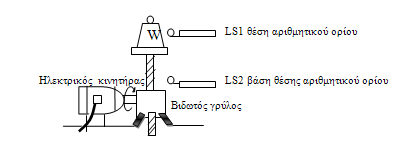 W
LS1 θέση αριθμητικού ορίου
Ηλεκτρικός κινητήρας
LS2 βάση θέσης αριθμητικού ορίου
Βιδωτός γρύλος